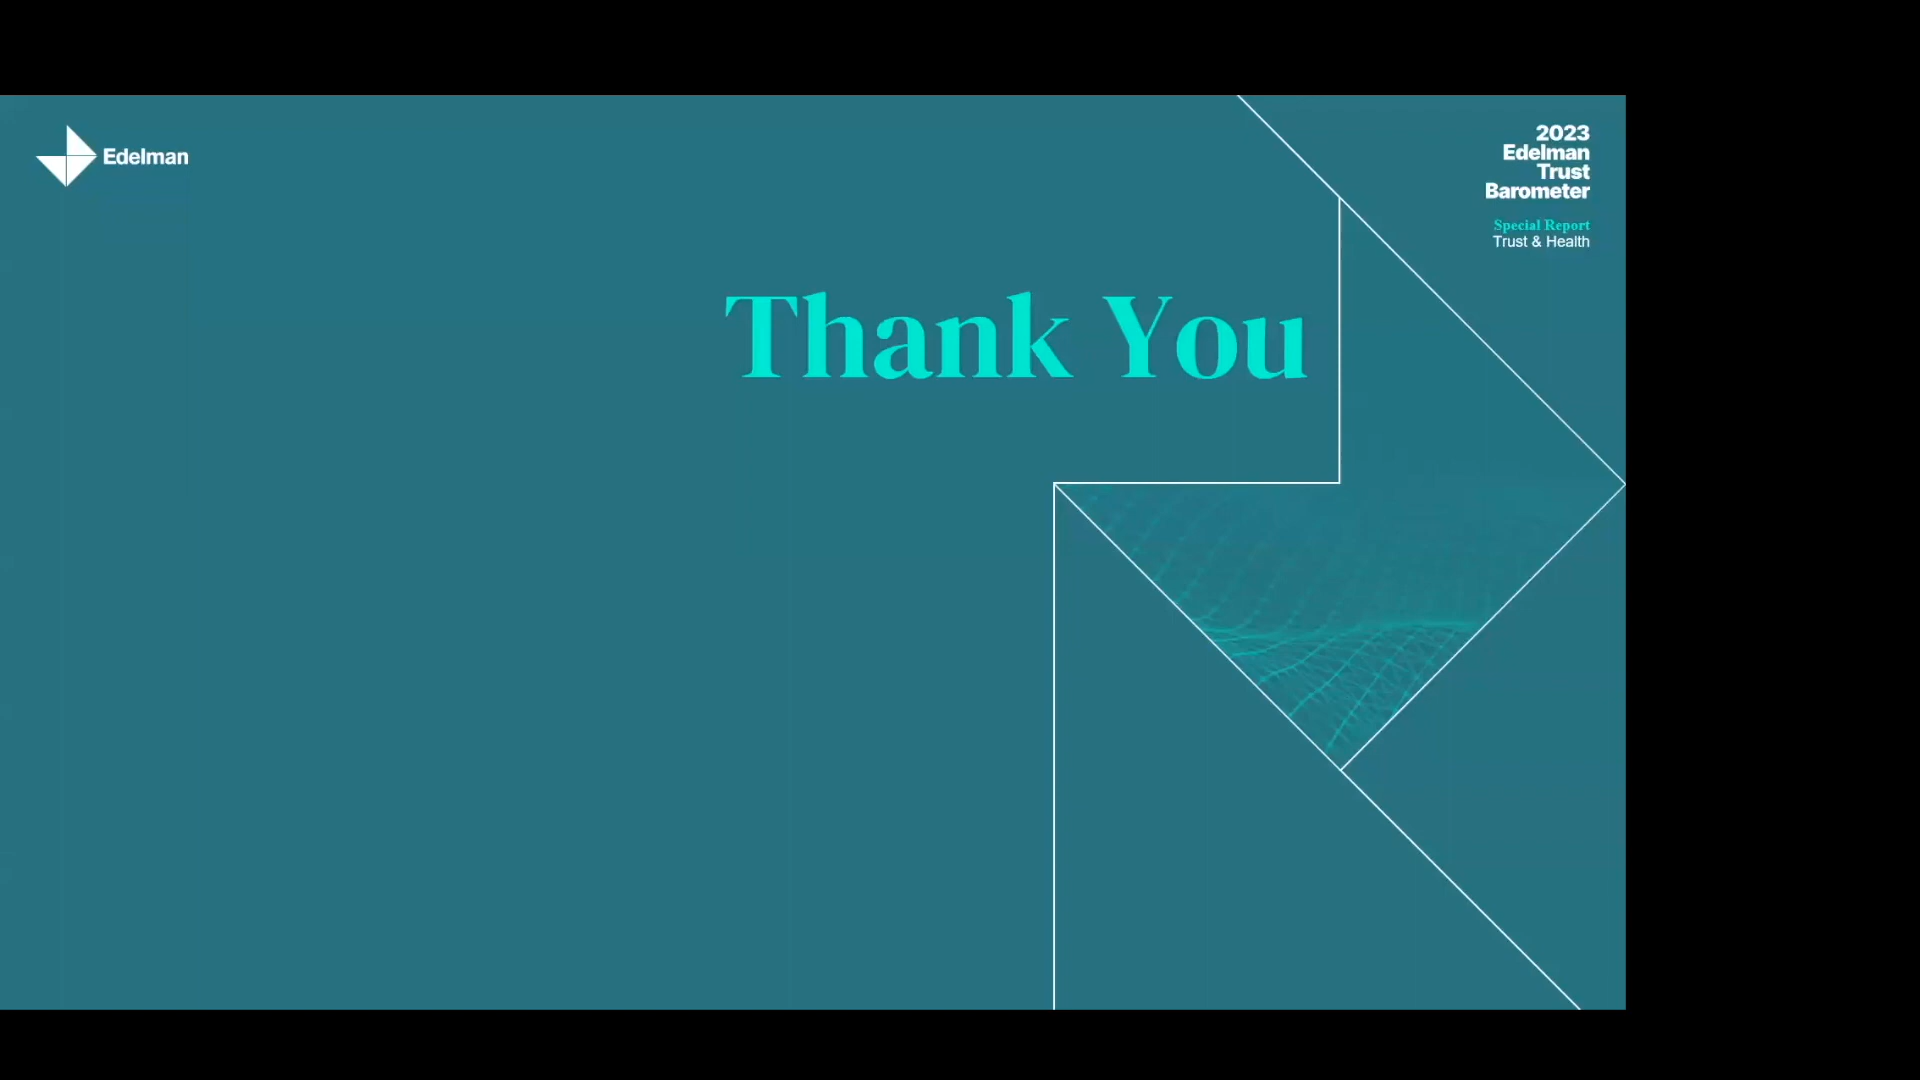 Edelman
2023
Edelman
Trust
Barometer
Special Report
Trust & Health
Thank You